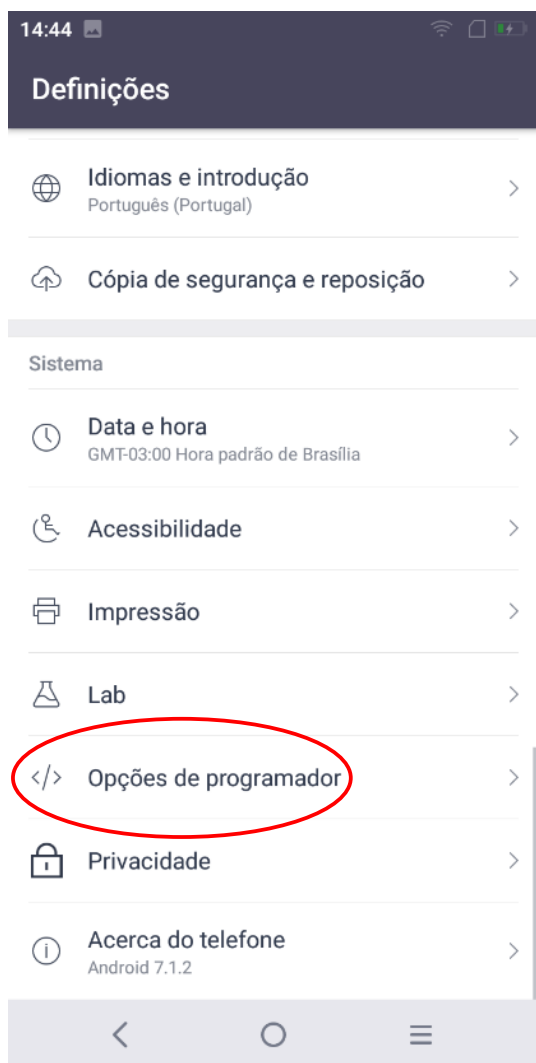 14:44
Definições
Idiomas e introdução
Português (Portugal)
Cópia de segurança e reposição
Sistema
Data e hora
GMT-03:00 Hora padrão de Brasília
Acessibilidade
Impressão
Lab
</> Opções de programador
Privacidade
Acerca do telefone
Android 7.1.2